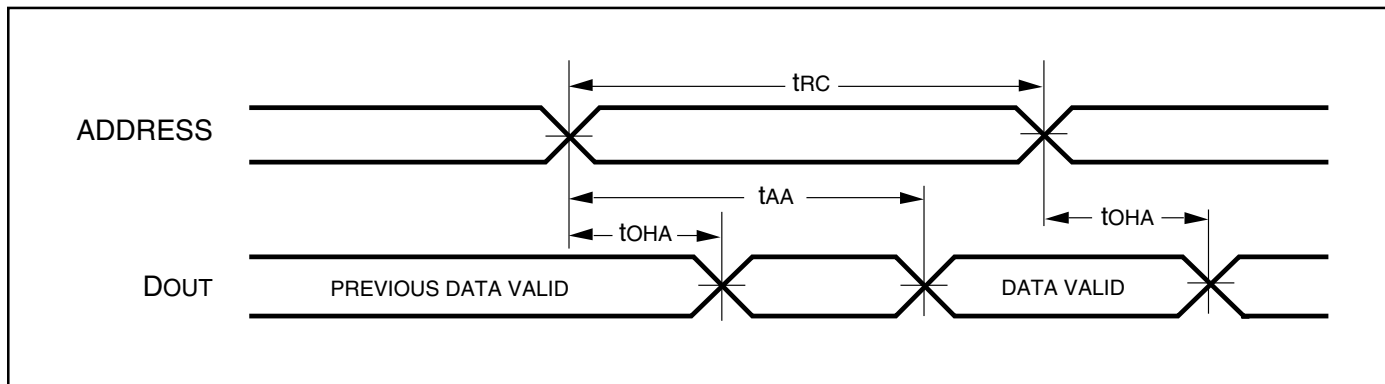 tRC
ADDRESS
tAA
tOHA
tOHA
DOUT
PREVIOUS DATA VALID
DATA VALID